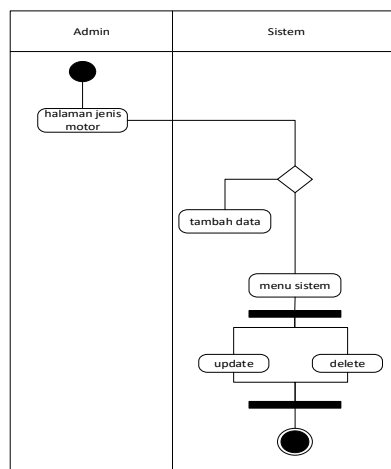 Admin
Sistem
halaman jenis
motor
tambah data
menu sistem
update
delete